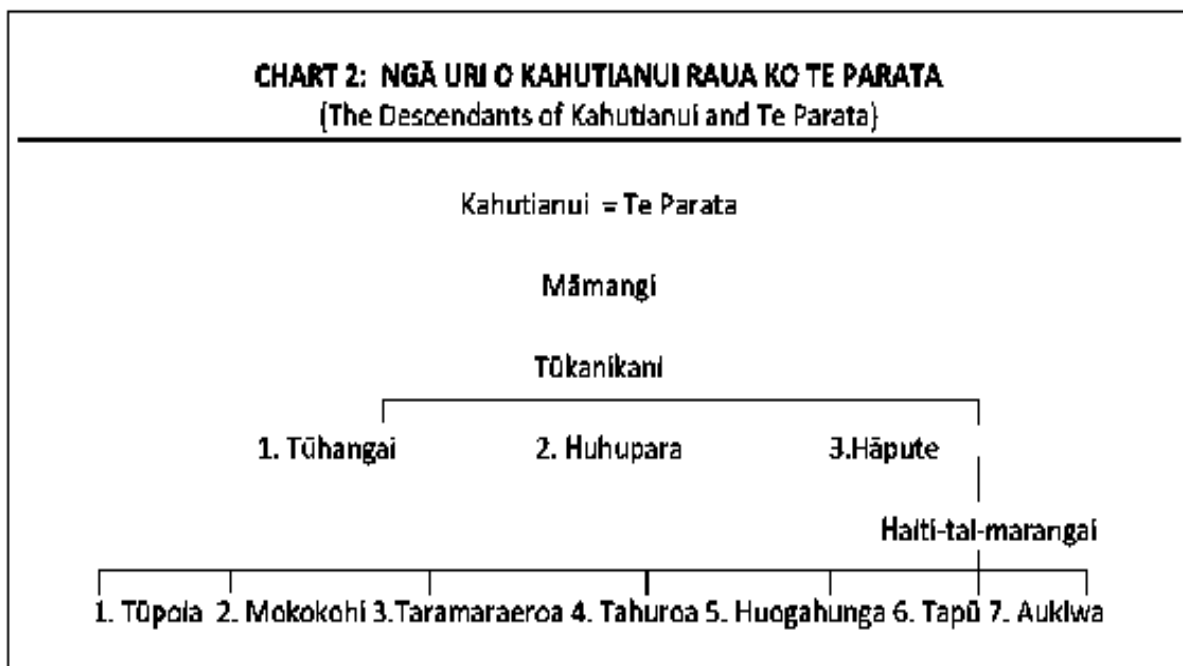 CHART 2: NGĀ URI O KAHUTIANUI RAUA KO TE PARATA
(The Descendants of Kahutianui and Te Parata)
Kahutianui = Te Parata
Māmangi
Tūkanikani
1. Tūhangai 2. Huhupara 3.Hāpute
Haiti-tai-marangai
1. Tūpoia 2. Mokokohi 3.Taramaraeroa 4. Tahuroa 5. Huogahunga 6. Tapū 7. Aukiwa